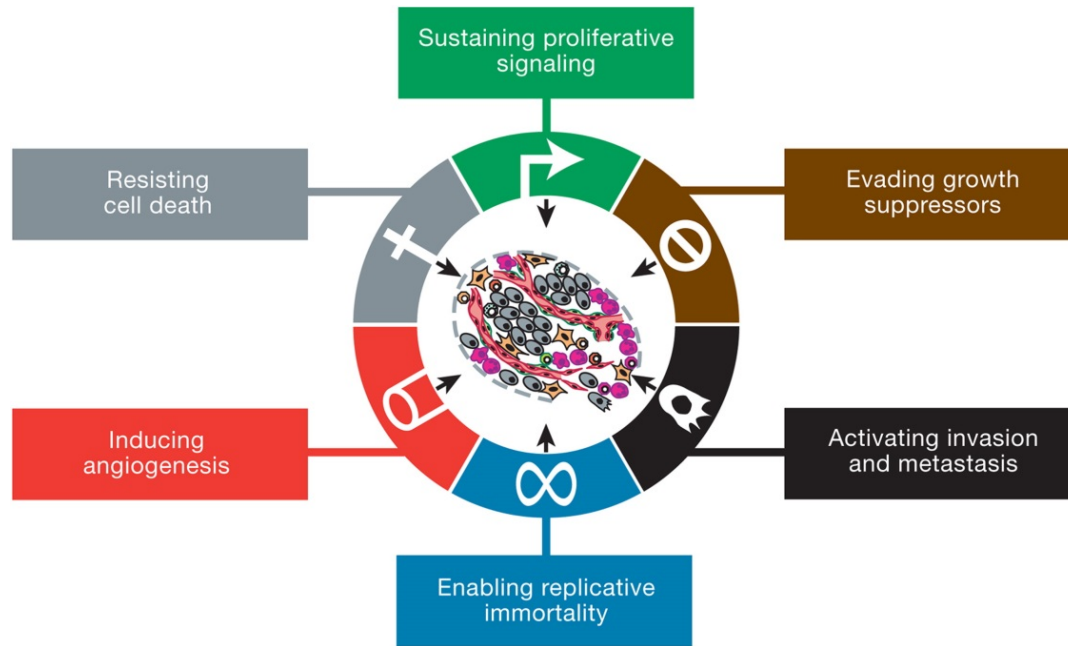 Sustaining proliferative
signaling
Resisting
cell death
Evading growth
suppressors
Inducing
angiogenesis
Activating invasion
and metastasis
Enabling replicative
immortality